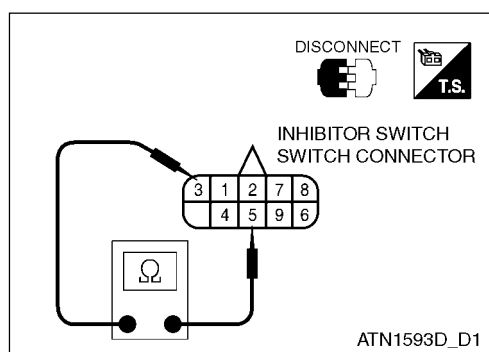 DISCONNECT
T.S.
INHIBITOR SWITCH
SWITCH CONNECTOR
3 1 2 7 8
4 5 9 6
Ω
ATN1593D_D1